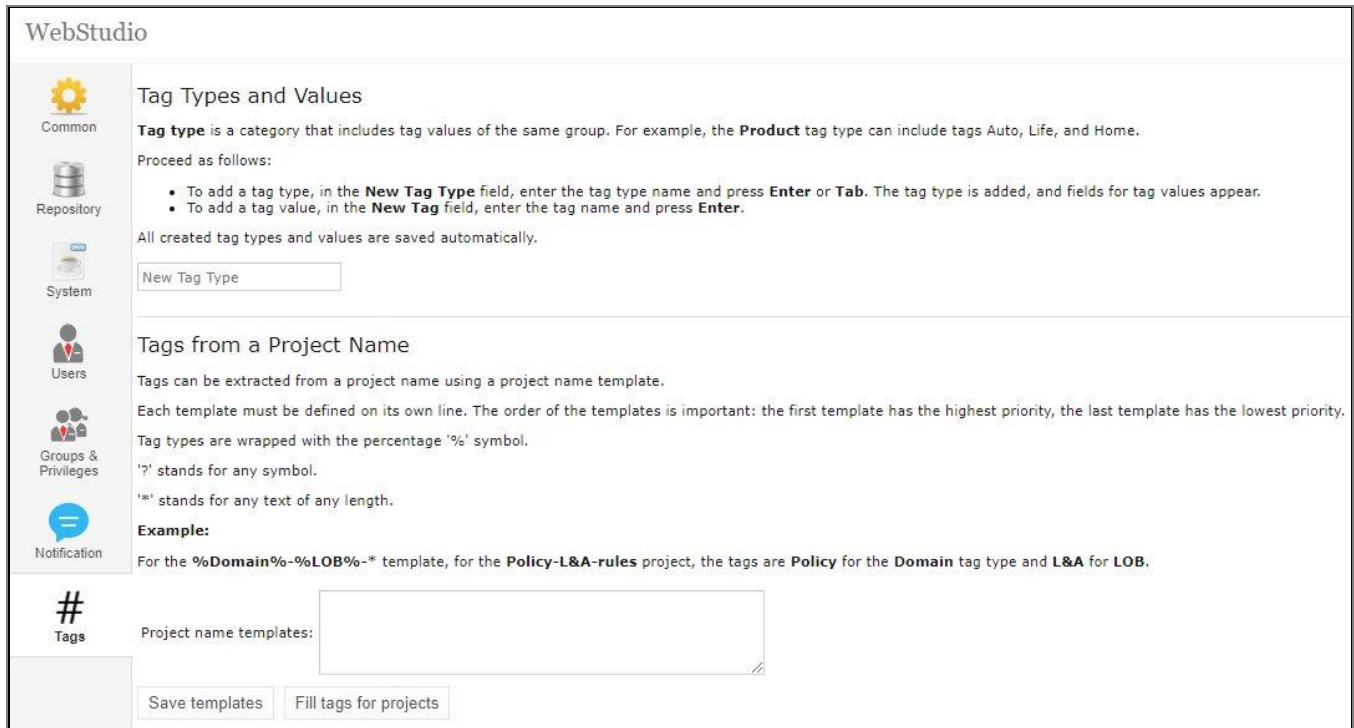 WebStudio
Common
Repository
System
Users
Groups &
Privileges
Notification
#
Tags
Tag Types and Values
Tag type is a category that includes tag values of the same group. For example, the Product tag type can include tags Auto, Life, and Home.
Proceed as follows:
• To add a tag type, in the New Tag Type field, enter the tag type name and press Enter or Tab. The tag type is added, and fields for tag values appear.
• To add a tag value, in the New Tag field, enter the tag name and press Enter.
All created tag types and values are saved automatically.
New Tag Type
Tags from a Project Name
Tags can be extracted from a project name using a project name template.
Each template must be defined on its own line. The order of the templates is important: the first template has the highest priority, the last template has the lowest priority.
Tag types are wrapped with the percentage '%' symbol.
'?' stands for any symbol.
'*' stands for any text of any length.
Example:
For the %Domain%-%LOB%-* template, for the Policy-L&A-rules project, the tags are Policy for the Domain tag type and L&A for LOB.
Project name templates:
Save templates
Fill tags for projects